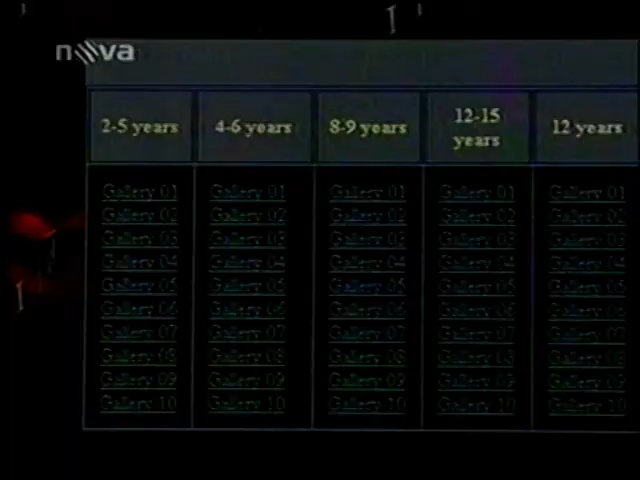 nova
2-5 years
4-6 years
8-9 years
12-15
years
12 years
Gallery 01 Gallery 01 Gallery 01 Gallery 01 Gallery 01
Gallery 02 Gallery 02 Gallery 02 Gallery 02 Gallery 02
Gallery 03 Gallery 03 Gallery 03 Gallery 03 Gallery 03
Gallery 04 Gallery 04 Gallery 04 Gallery 04 Gallery 04
Gallery 05 Gallery 05 Gallery 05 Gallery 05 Gallery 05
Gallery 06 Gallery 06 Gallery 06 Gallery 06 Gallery 06
Gallery 07 Gallery 07 Gallery 07 Gallery 07 Gallery 07
Gallery 08 Gallery 08 Gallery 08 Gallery 08 Gallery 08
Gallery 09 Gallery 09 Gallery 09 Gallery 09 Gallery 09
Gallery 10 Gallery 10 Gallery 10 Gallery 10 Gallery 10